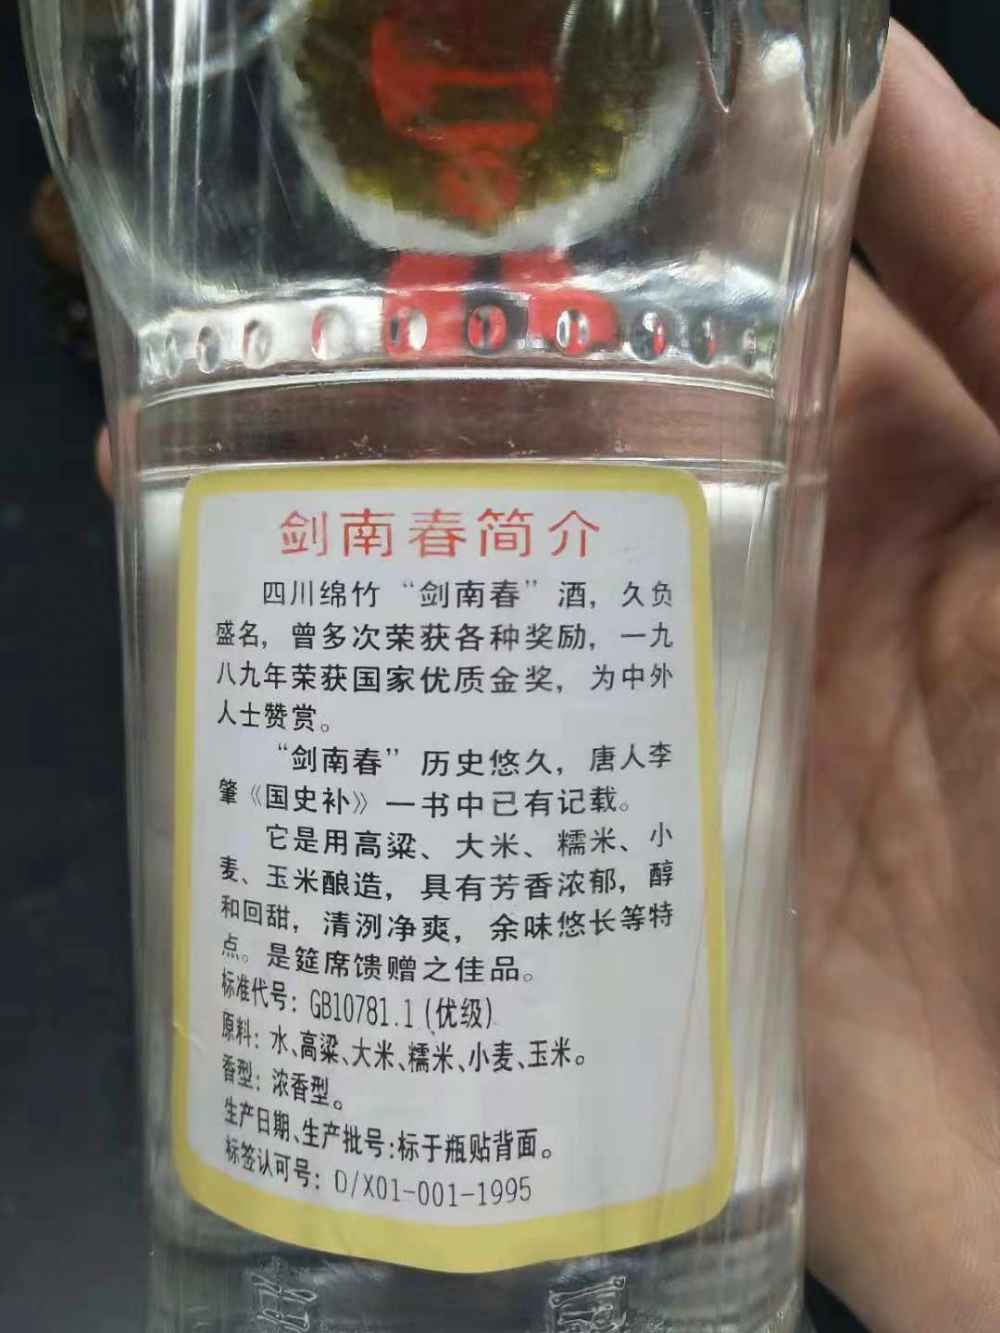 剑南春简介
四川绵竹“剑南春”酒，久负
盛名，曾多次荣获各种奖励，一九
八九年荣获国家优质金奖，为中外
人士赞赏。
“剑南春”历史悠久，唐人李
肇《国史补》一书中已有记载。
它是用高粱、大米、糯米、小
麦、玉米酿造，具有芳香浓郁，醇
和回甜，清洌净爽，余味悠长等特
点。是筵席馈赠之佳品。
标准代号：GB10781.1(优级)
原料：水、高粱、大米、糯米、小麦、玉米。
香型：浓香型。
生产日期、生产批号:标于瓶贴背面。
标签认可号：D/X01-001-1995